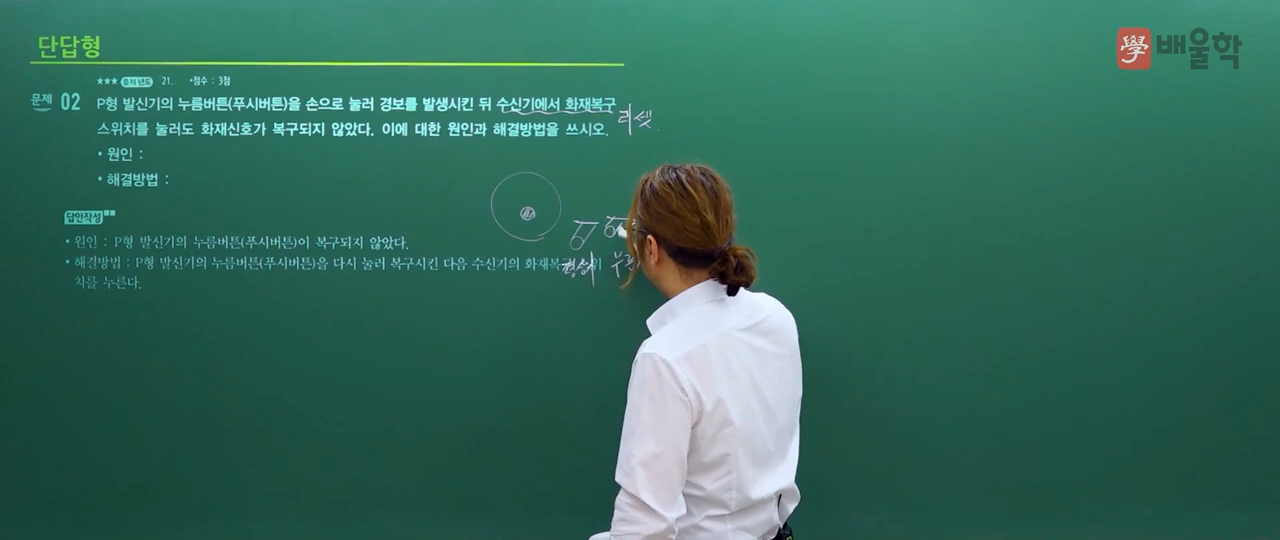 단답형
學 배울학
★★★ 출제년도 21. •점수 : 3점
문제 02 P형 발신기의 누름버튼(푸시버튼)을 손으로 눌러 경보를 발생시킨 뒤 수신기에서 화재복구
리셋
스위치를 눌러도 화재신호가 복구되지 않았다. 이에 대한 원인과 해결방법을 쓰시오.
• 원인 :
• 해결방법 :
답안작성
• 원인 : P형 발신기의 누름버튼(푸시버튼)이 복구되지 않았다.
• 해결방법 : P형 발신기의 누름버튼(푸시버튼)을 다시 눌러 복구시킨 다음 수신기의 화재복
치를 누른다.